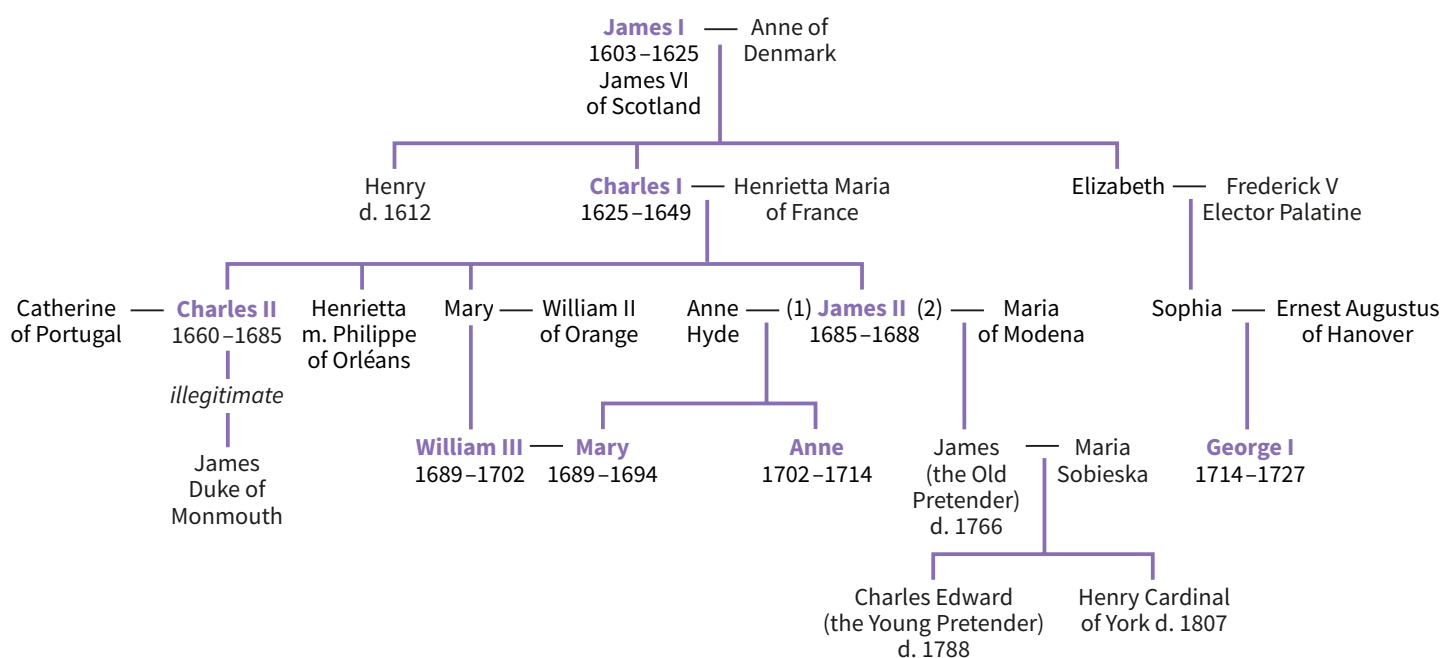 James I
1603–1625
James VI
of Scotland
Anne of
Denmark
Henry
d. 1612
Charles I
1625–1649
Henrietta Maria
of France
Elizabeth
Frederick V
Elector Palatine
Catherine
of Portugal
Charles II
1660–1685
Henrietta
m. Philippe
of Orléans
Mary
William II
of Orange
Anne
Hyde
(1) James II (2)
1685–1688
Maria
of Modena
Sophia
Ernest Augustus
of Hanover
illegitimate
James
Duke of
Monmouth
William III
1689–1702
Mary
1689–1694
Anne
1702–1714
James
(the Old
Pretender)
d. 1766
Maria
Sobieska
George I
1714–1727
Charles Edward
(the Young Pretender)
d. 1788
Henry Cardinal
of York d. 1807